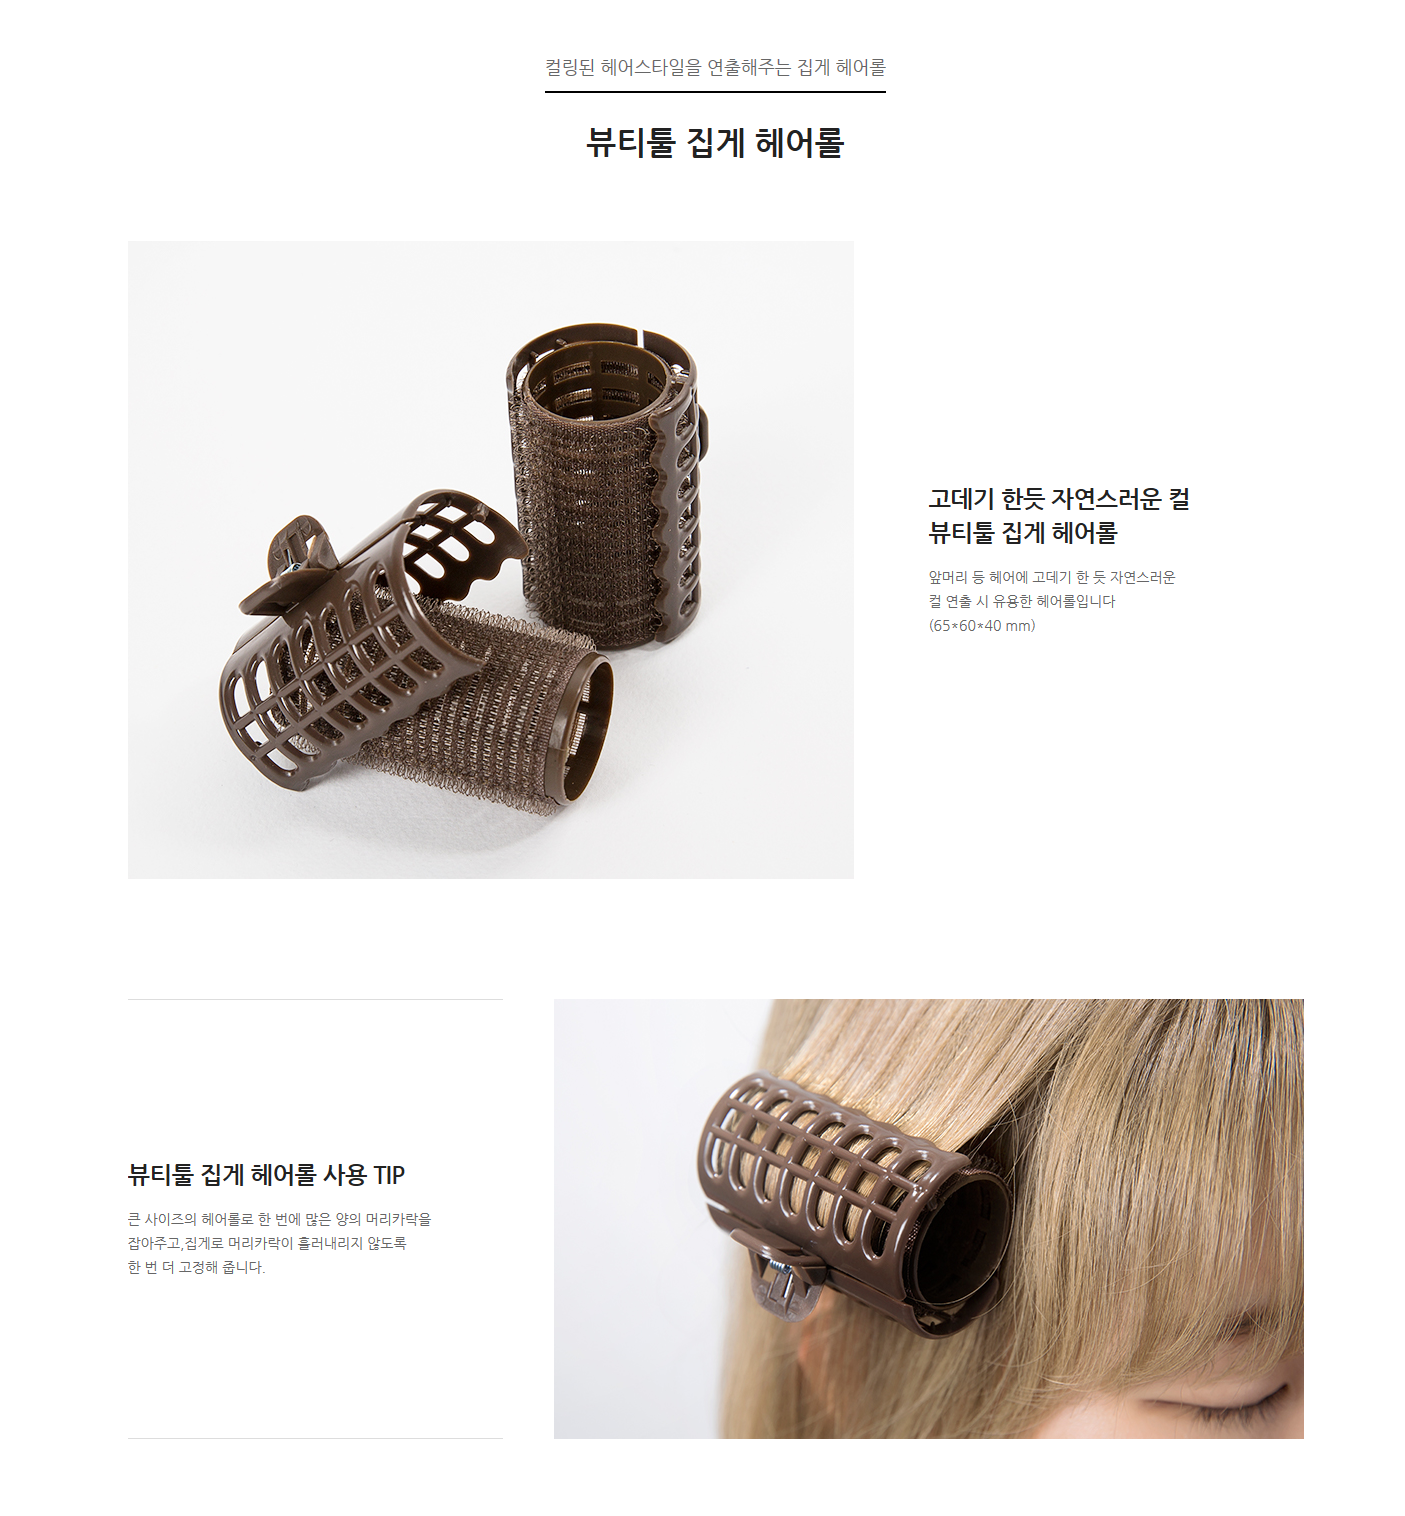 컬링된 헤어스타일을 연출해주는 집게 헤어롤
뷰티툴 집게 헤어롤
고데기 한듯 자연스러운 컬
뷰티툴 집게 헤어롤
앞머리 등 헤어에 고데기 한 듯 자연스러운
컬 연출 시 유용한 헤어롤입니다
(65*60*40 mm)
뷰티툴 집게 헤어롤 사용 TIP
큰 사이즈의 헤어롤로 한 번에 많은 양의 머리카락을
잡아주고,집게로 머리카락이 흘러내리지 않도록
한 번 더 고정해 줍니다.